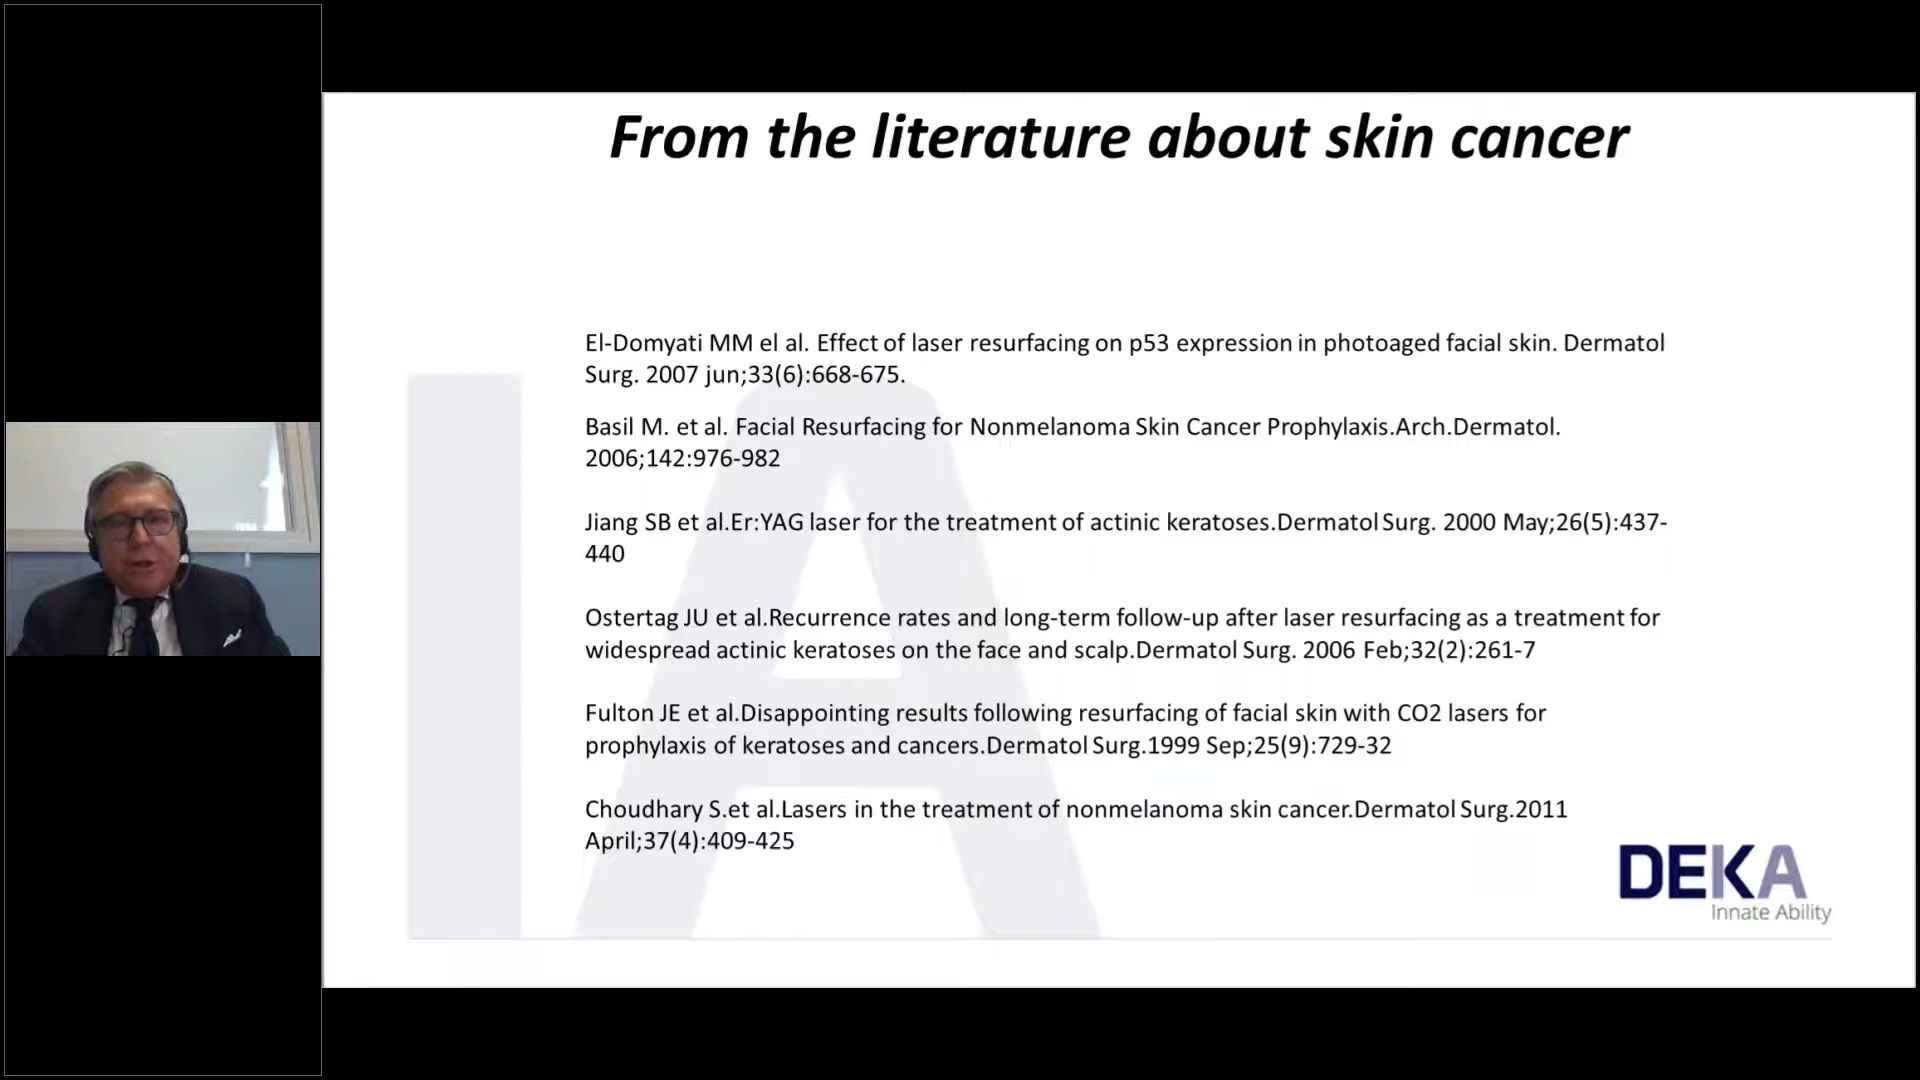 From the literature about skin cancer
El-Domyati MM el al. Effect of laser resurfacing on p53 expression in photoaged facial skin. Dermatol
Surg. 2007 jun;33(6):668-675.
Basil M. et al. Facial Resurfacing for Nonmelanoma Skin Cancer Prophylaxis.Arch.Dermatol.
2006;142:976-982
Jiang SB et al.Er:YAG laser for the treatment of actinic keratoses.Dermatol Surg. 2000 May;26(5):437-
440
Ostertag JU et al.Recurrence rates and long-term follow-up after laser resurfacing as a treatment for
widespread actinic keratoses on the face and scalp.Dermatol Surg. 2006 Feb;32(2):261-7
Fulton JE et al.Disappointing results following resurfacing of facial skin with CO2 lasers for
prophylaxis of keratoses and cancers.Dermatol Surg.1999 Sep;25(9):729-32
Choudhary S.et al.Lasers in the treatment of nonmelanoma skin cancer.Dermatol Surg.2011
April;37(4):409-425
DEKA
Innate Ability